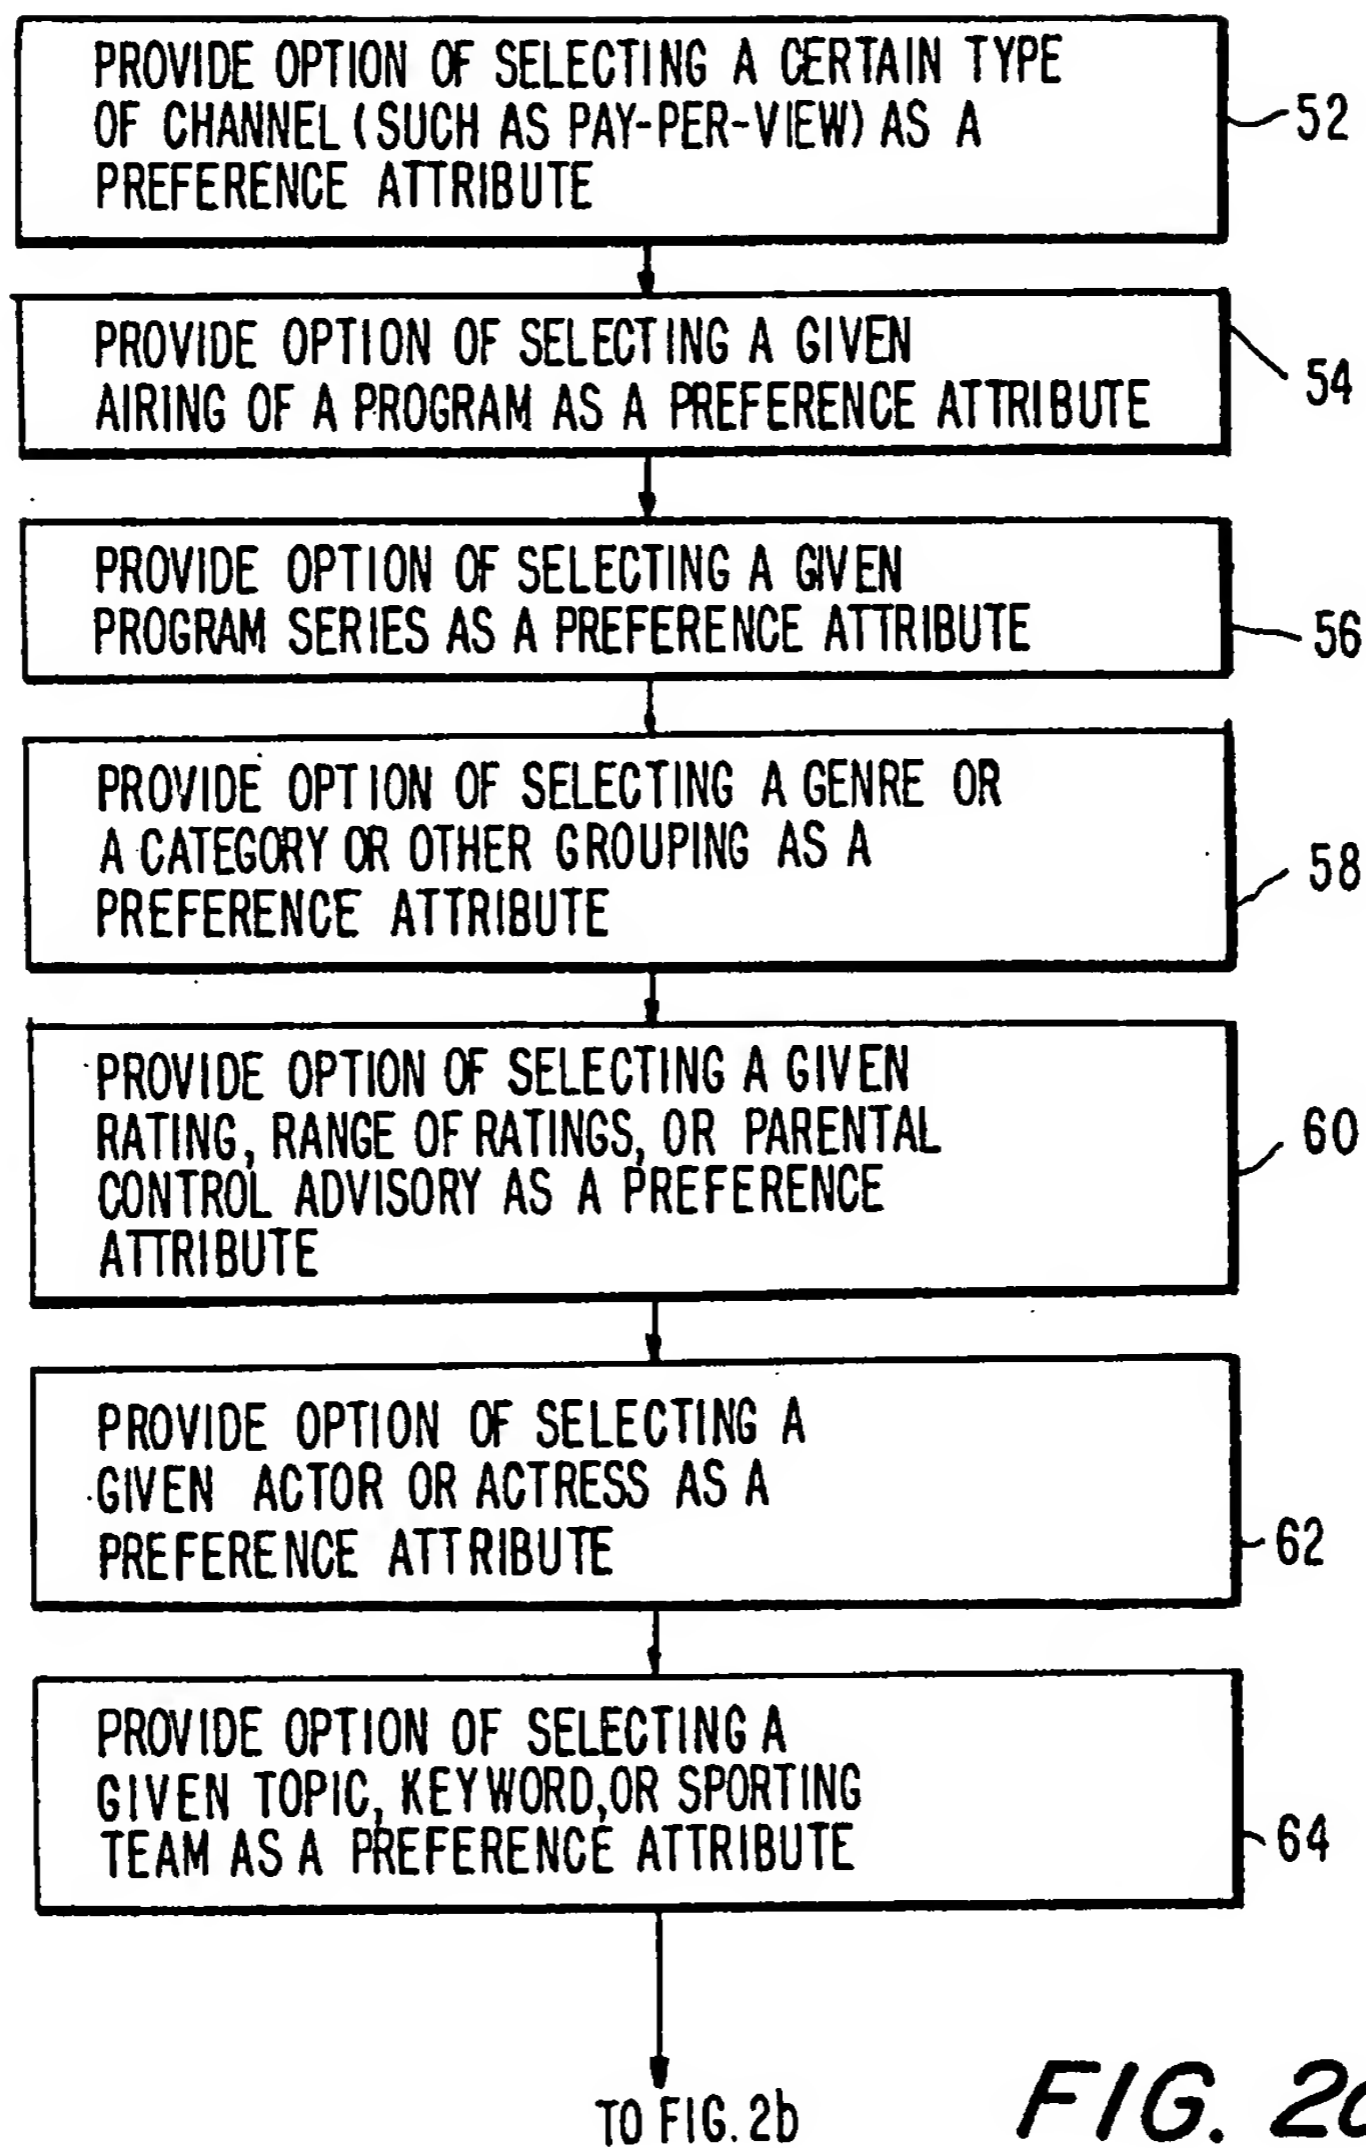 PROVIDE OPTION OF SELECTING A CERTAIN TYPE
OF CHANNEL (SUCH AS PAY-PER-VIEW) AS A
PREFERENCE ATTRIBUTE
52
PROVIDE OPTION OF SELECTING A GIVEN
AIRING OF A PROGRAM AS A PREFERENCE ATTRIBUTE
54
PROVIDE OPTION OF SELECTING A GIVEN
PROGRAM SERIES AS A PREFERENCE ATTRIBUTE
56
PROVIDE OPTION OF SELECTING A GENRE OR
A CATEGORY OR OTHER GROUPING AS A
PREFERENCE ATTRIBUTE
58
PROVIDE OPTION OF SELECTING A GIVEN
RATING, RANGE OF RATINGS, OR PARENTAL
CONTROL ADVISORY AS A PREFERENCE
ATTRIBUTE
60
PROVIDE OPTION OF SELECTING A
GIVEN ACTOR OR ACTRESS AS A
PREFERENCE ATTRIBUTE
62
PROVIDE OPTION OF SELECTING A
GIVEN TOPIC, KEYWORD, OR SPORTING
TEAM AS A PREFERENCE ATTRIBUTE
64
TO FIG. 2b
FIG.